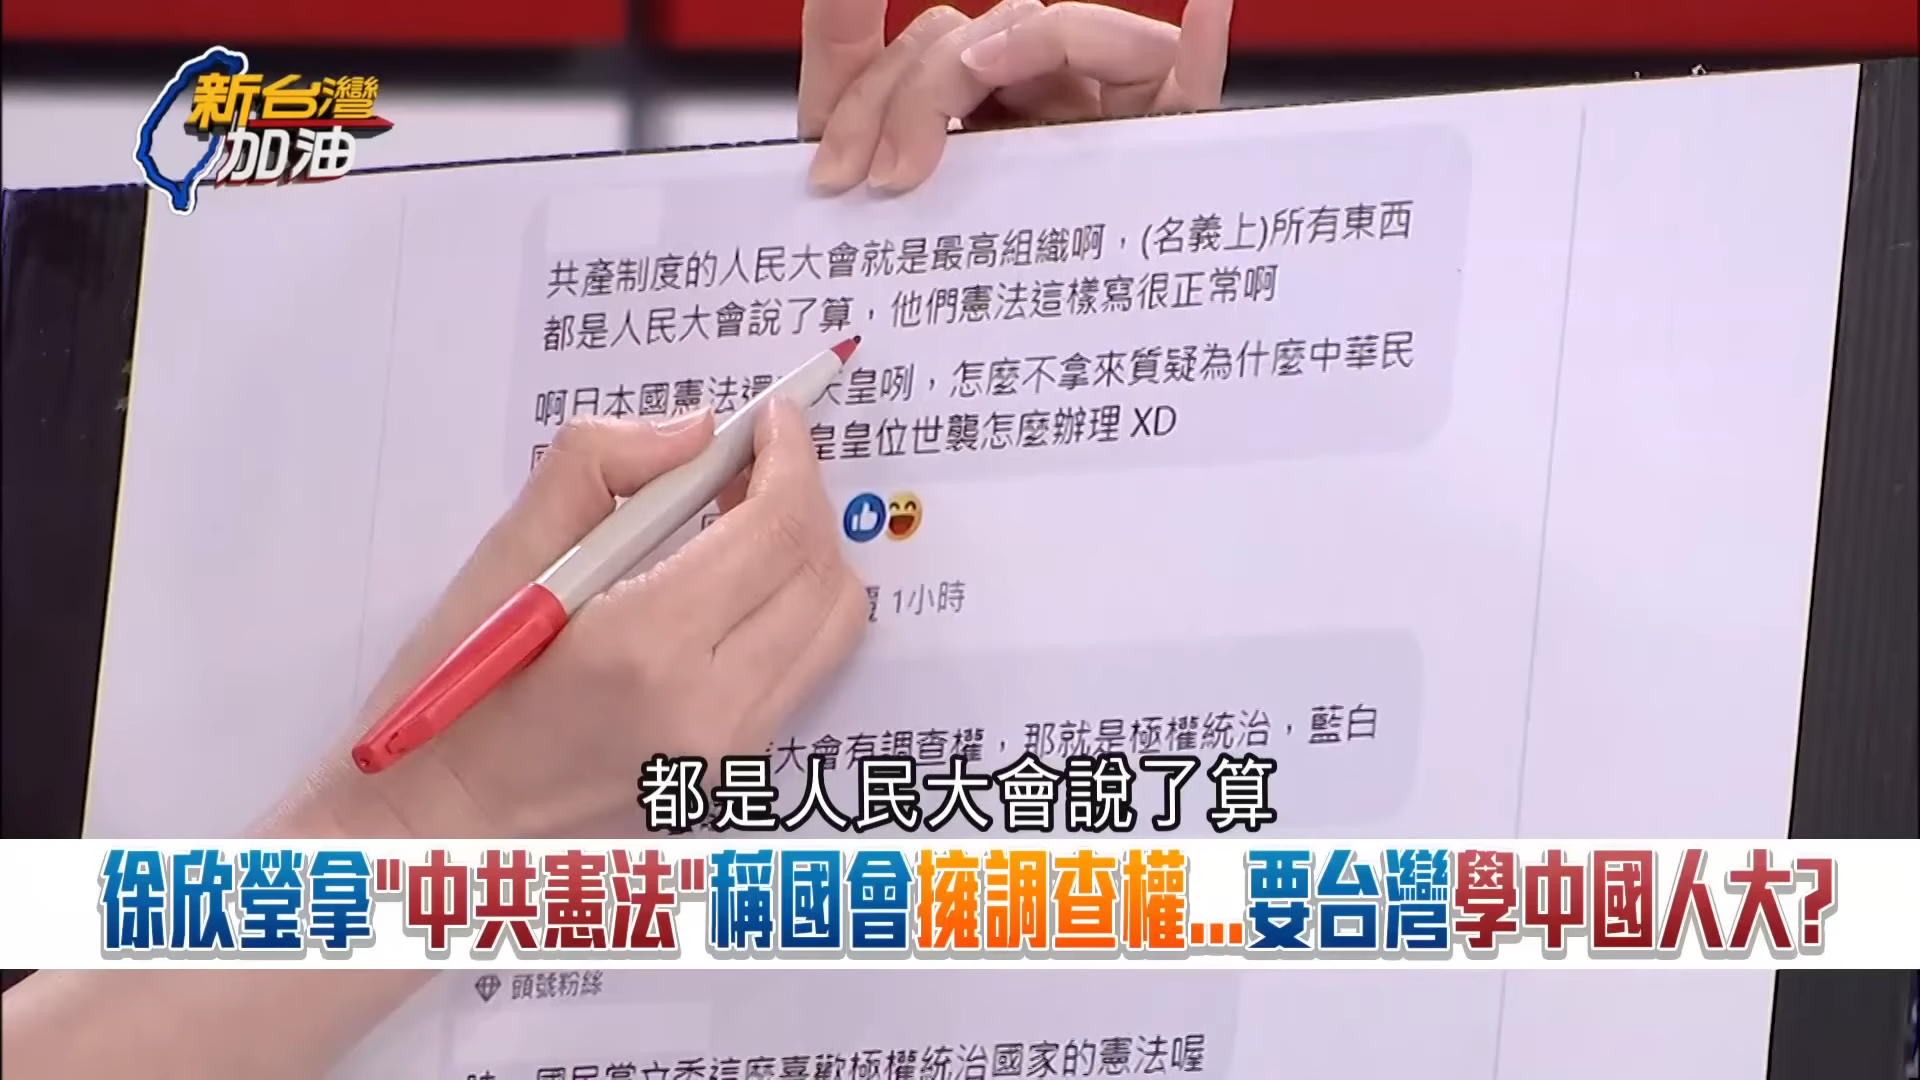 新台灣
加油
共產制度的人民大會就是最高組織啊，(名義上)所有東西
都是人民大會說了算，他們憲法這樣寫很正常啊
啊日本國憲法還 天皇咧，怎麼不拿來質疑為什麼中華民
皇皇位世襲怎麼辦理 XD
1小時
大會有調查權，那就是極權統治，藍白
都是人民大會說了算
徐欣瑩拿"中共憲法"稱國會擁調查權...要台灣學中國人大?
頭號粉絲
國民黨立委這麼喜歡極權統治國家的憲法喔